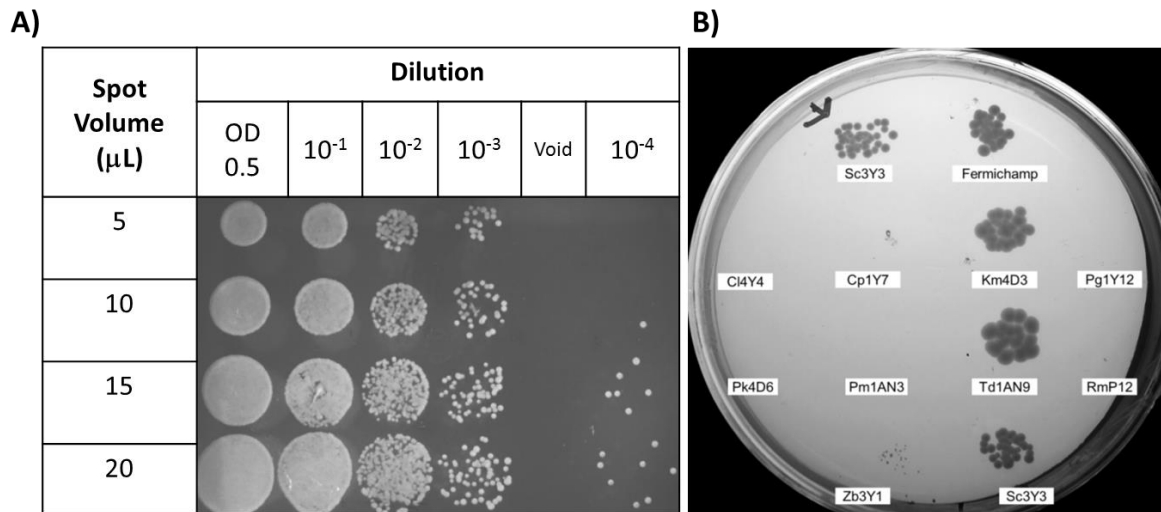 A)
B)
Spot
Volume
(µL)
Dilution
OD
0.5
10⁻¹
10⁻²
10⁻³
Void
10⁻⁴
5
10
15
20
Sc3Y3
Fermichamp
Cl4Y4
Cp1Y7
Km4D3
Pg1Y12
Pk4D6
Pm1AN3
Td1AN9
RmP12
Zb3Y1
Sc3Y3